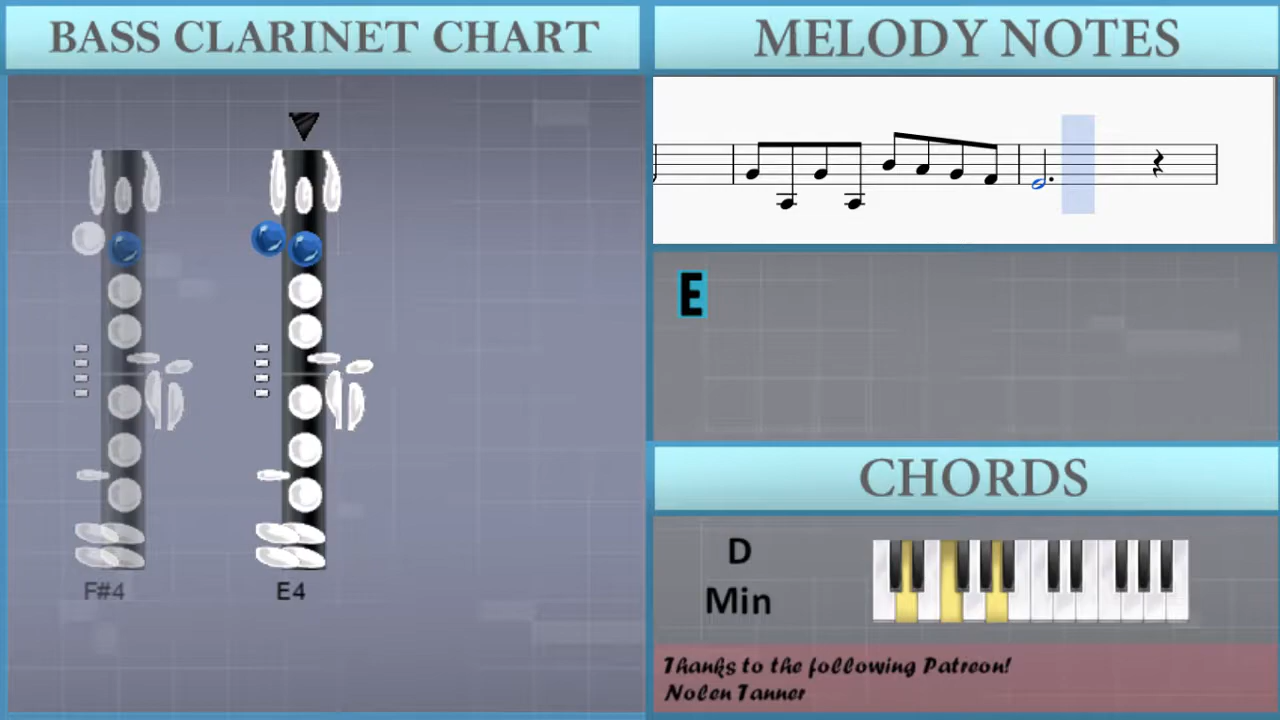 BASS CLARINET CHART
MELODY NOTES
E
F#4
E4
CHORDS
D
Min
Thanks to the following Patreon!
Nolen Tanner